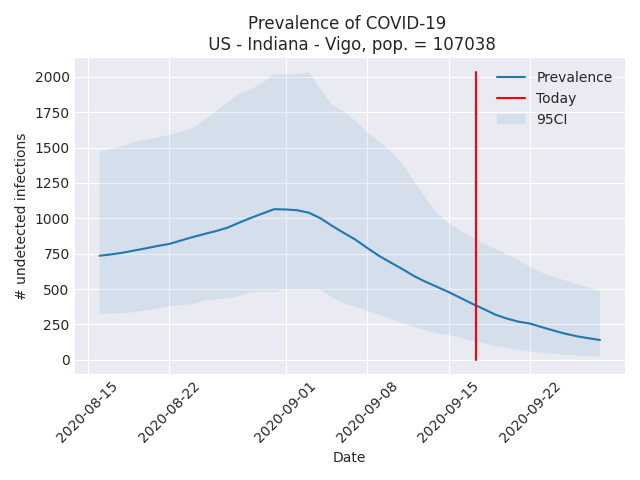 Prevalence of COVID-19
US - Indiana - Vigo, pop. = 107038
# undetected infections
2000
1750
1500
1250
1000
750
500
250
0
Prevalence
Today
95CI
2020-08-15
2020-08-22
2020-09-01
2020-09-08
2020-09-15
2020-09-22
Date